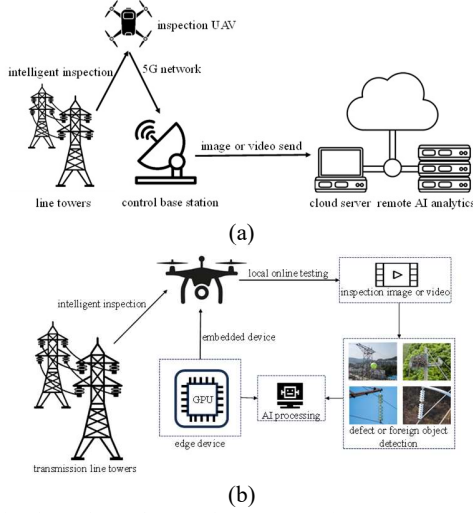 inspection UAV
intelligent inspection
5G network
image or video send
line towers
control base station
cloud server remote AI analytics
(a)
local online testing
inspection image or video
intelligent inspection
embedded device
GPU
AI processing
edge device
defect or foreign object
detection
transmission line towers
(b)